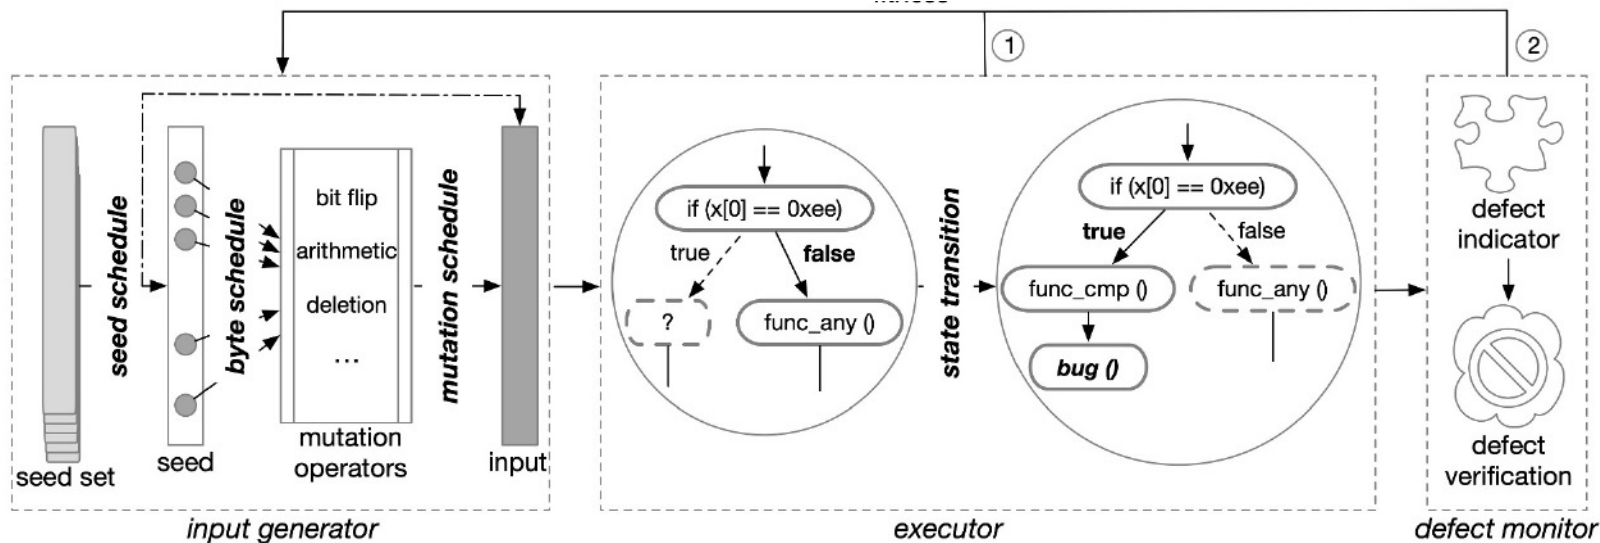 ①
②
seed schedule
byte schedule
bit flip
arithmetic
deletion
...
mutation schedule
seed set
seed
mutation
operators
input
input generator
if (x[0] == 0xee)
true
false
?
func_any ()
state transition
if (x[0] == 0xee)
true
false
func_cmp ()
func_any ()
bug ()
executor
defect
indicator
defect
verification
defect monitor